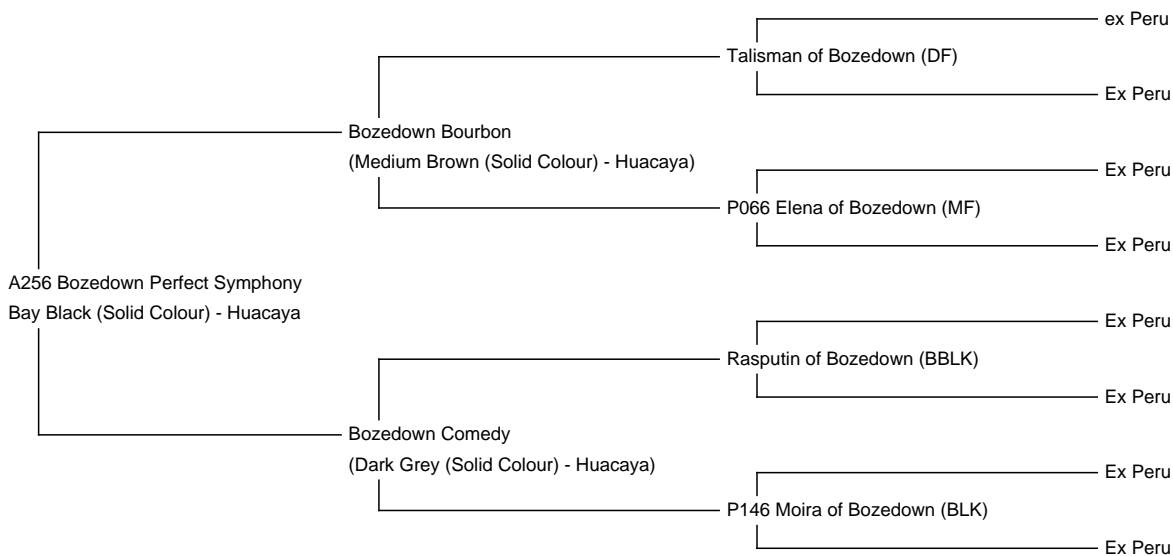 ex Peru
Talisman of Bozedown (DF)
Ex Peru
Bozedown Bourbon
(Medium Brown (Solid Colour) - Huacaya)
Ex Peru
P066 Elena of Bozedown (MF)
Ex Peru
A256 Bozedown Perfect Symphony
Bay Black (Solid Colour) - Huacaya
Ex Peru
Rasputin of Bozedown (BBLK)
Ex Peru
Bozedown Comedy
(Dark Grey (Solid Colour) - Huacaya)
Ex Peru
P146 Moira of Bozedown (BLK)
Ex Peru